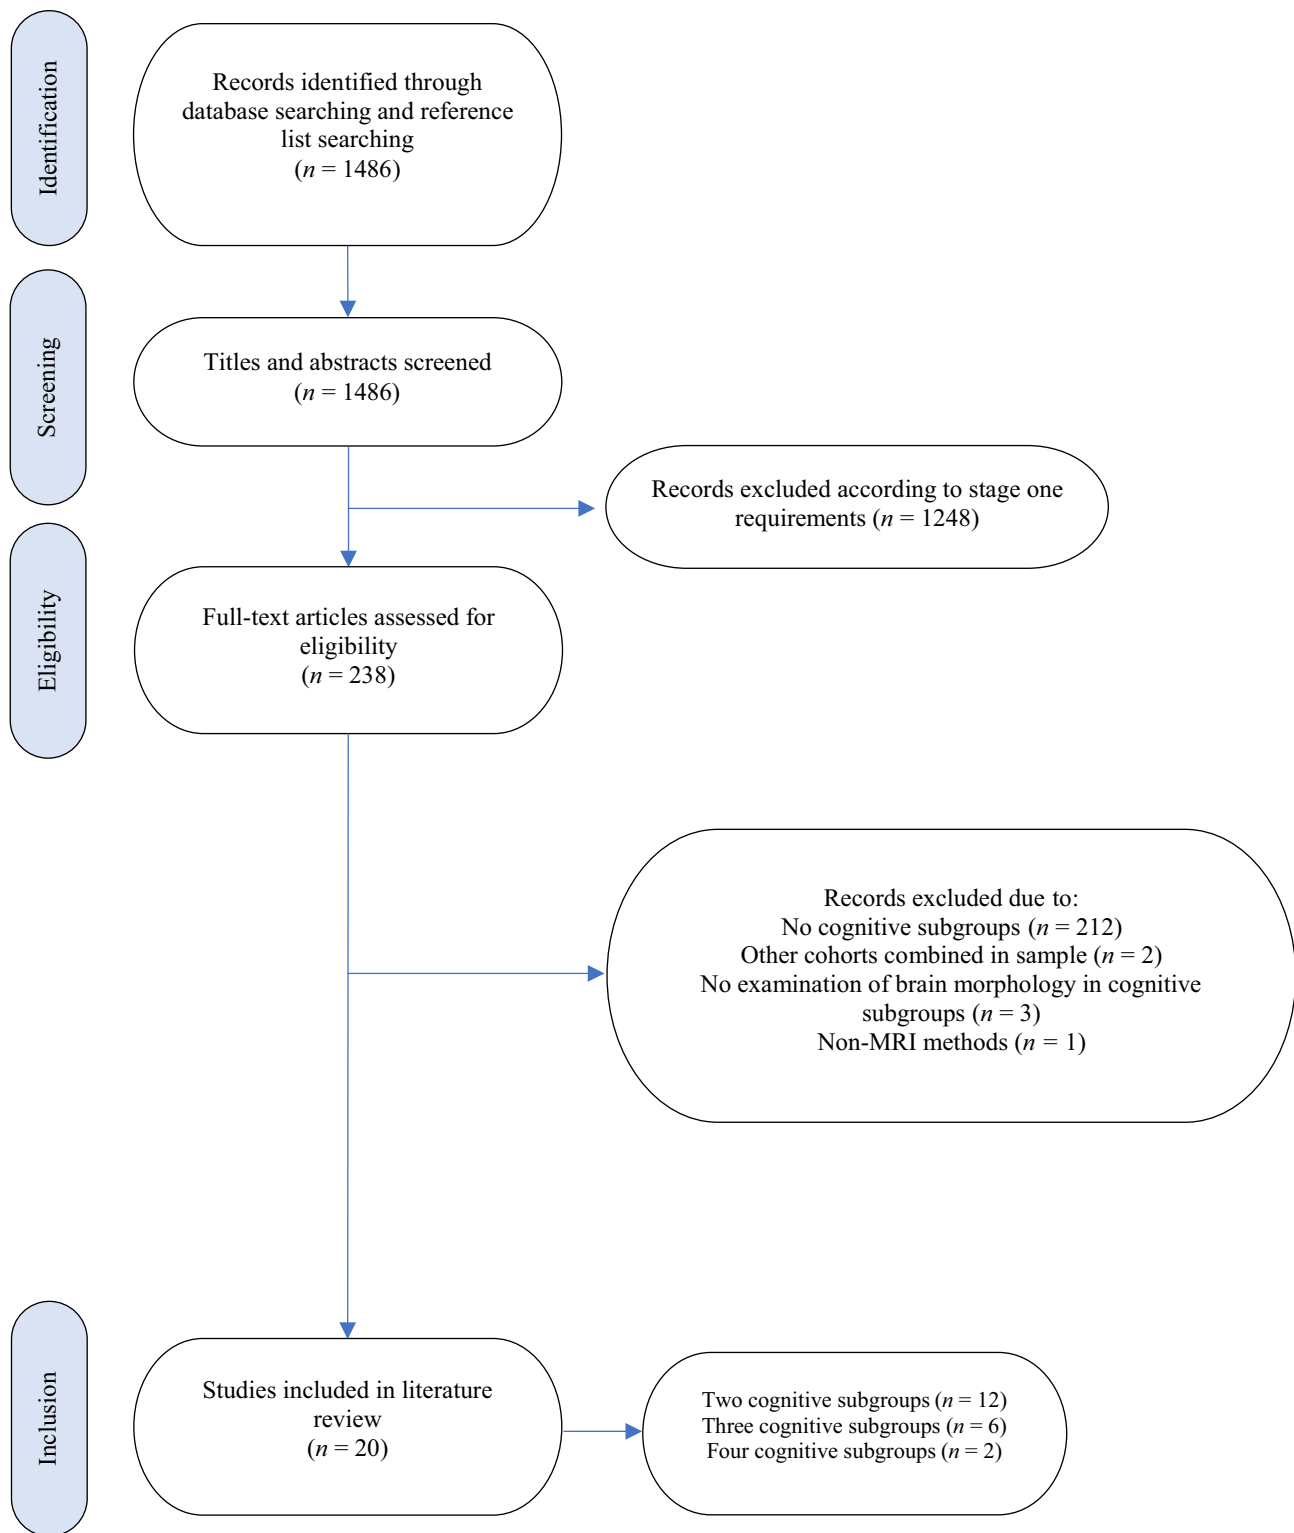 Identification
Records identified through
database searching and reference
list searching
(n = 1486)
Screening
Titles and abstracts screened
(n = 1486)
Records excluded according to stage one
requirements (n = 1248)
Eligibility
Full-text articles assessed for
eligibility
(n = 238)
Records excluded due to:
No cognitive subgroups (n = 212)
Other cohorts combined in sample (n = 2)
No examination of brain morphology in cognitive
subgroups (n = 3)
Non-MRI methods (n = 1)
Inclusion
Studies included in literature
review
(n = 20)
Two cognitive subgroups (n = 12)
Three cognitive subgroups (n = 6)
Four cognitive subgroups (n = 2)